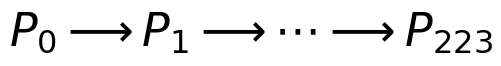 P₀ ⟶ P₁ ⟶ ⋯ ⟶ P₂₂₃